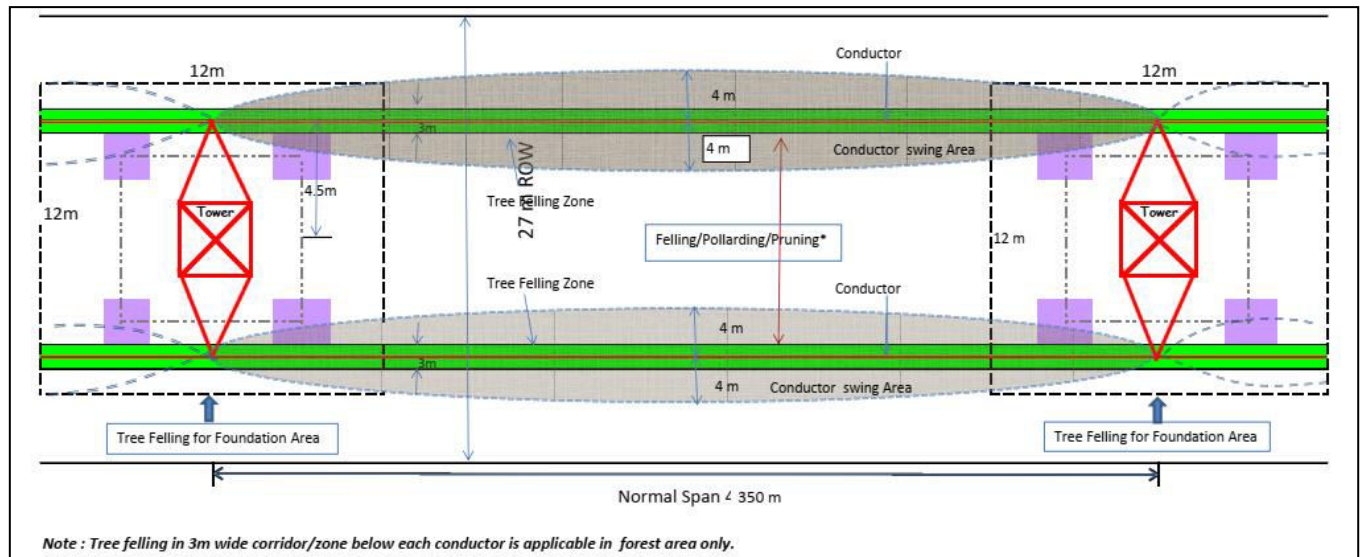 Conductor
12m
12m
4 m
3m
4 m
Conductor swing Area
4.5m
27 m ROW
Tree Felling Zone
12m
Tower
Felling/Pollarding/Pruning*
12 m
Tower
Tree Felling Zone
Conductor
4 m
3m
4 m
Conductor swing Area
Tree Felling for Foundation Area
Tree Felling for Foundation Area
Normal Span 350 m
Note : Tree felling in 3m wide corridor/zone below each conductor is applicable in forest area only.